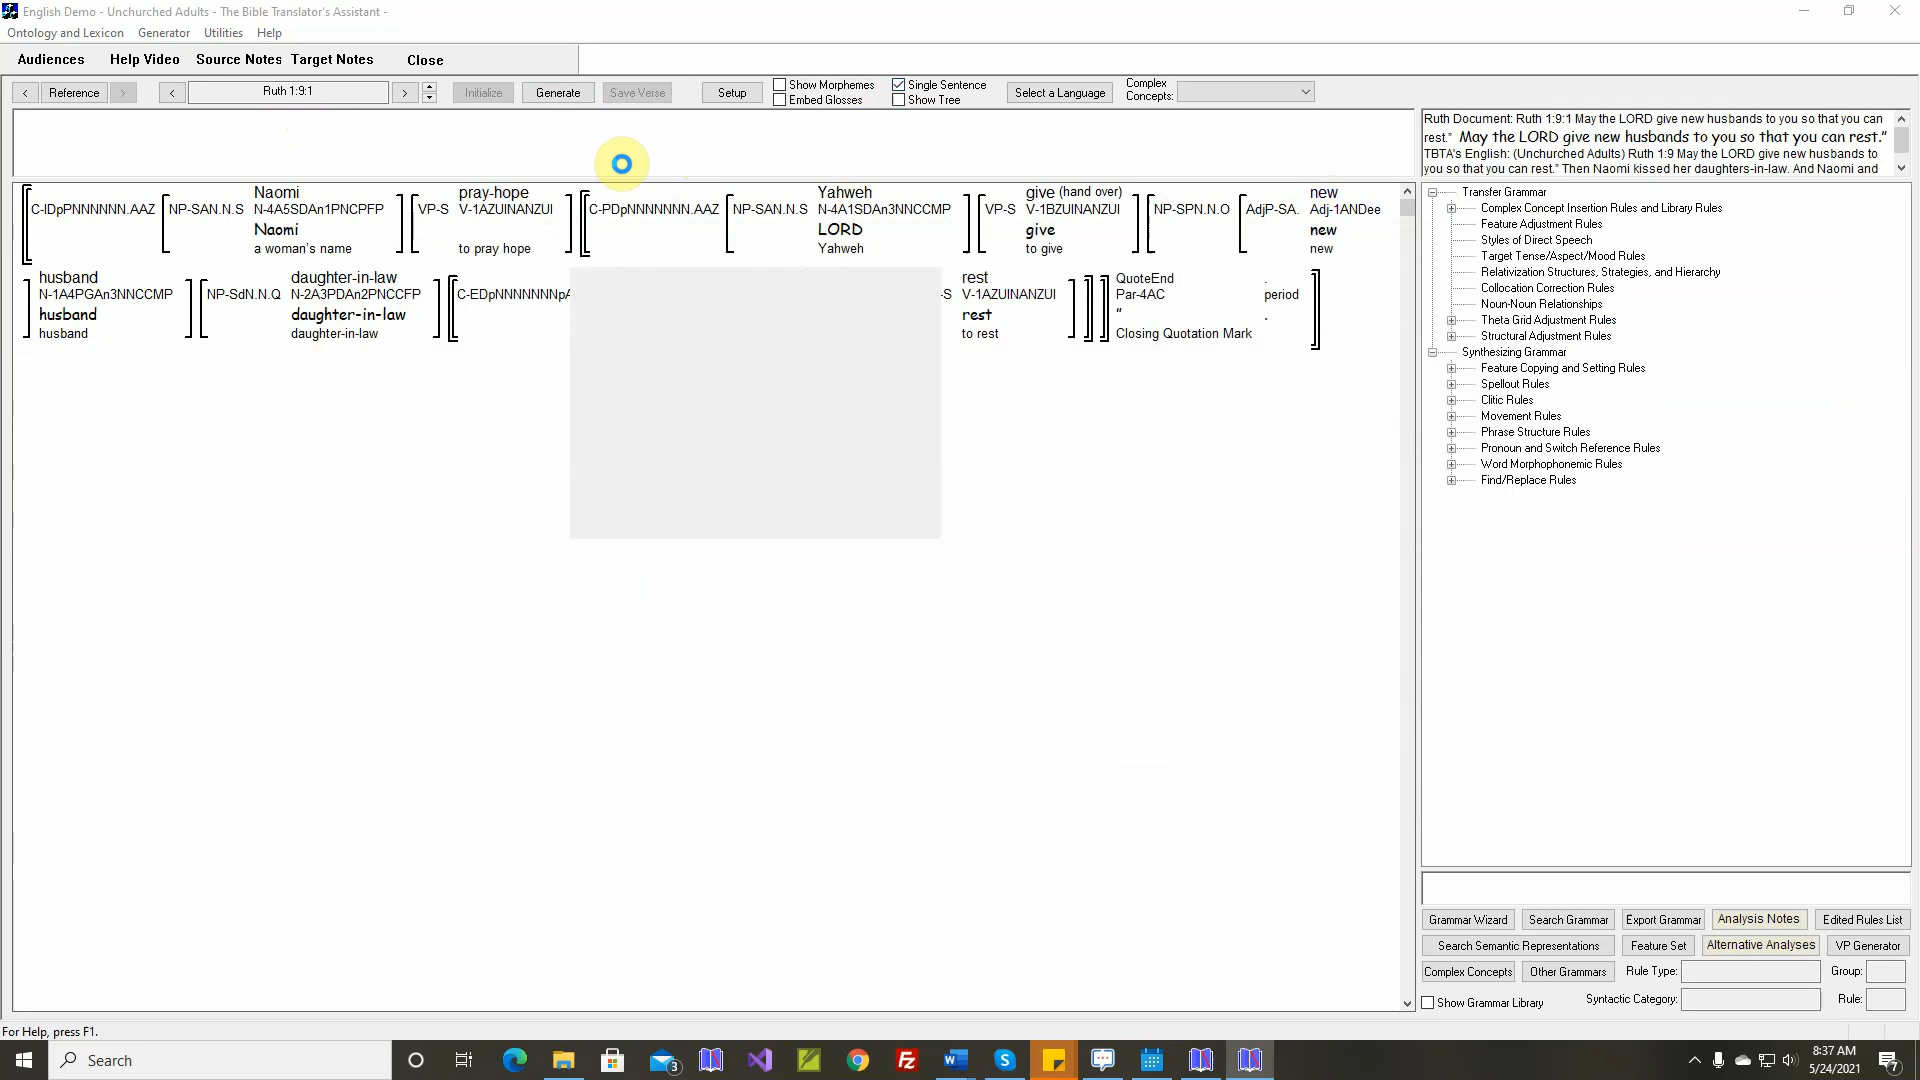 English Demo - Unchurched Adults - The Bible Translator's Assistant -
Ontology and Lexicon Generator Utilities Help
Audiences Help Video Source Notes Target Notes Close
< Reference > < Ruth 1:9:1 > Initialize Generate Save Verse Setup Show Morphemes Embed Glosses Single Sentence Show Tree Select a Language Complex Concepts:
Ruth Document: Ruth 1:9:1 May the LORD give new husbands to you so that you can
rest." May the LORD give new husbands to you so that you can rest."
TBTA's English: (Unchurched Adults) Ruth 1:9 May the LORD give new husbands to
you so that you can rest." Then Naomi kissed her daughters-in-law. And Naomi and
Naomi pray-hope Yahweh give (hand over) new
C-IDpPNNNNNN.AAZ NP-SAN.N.S N-4A5SDAn1PNCPFP VP-S V-1AZUINANZUI C-PDpNNNNNNN.AAZ NP-SAN.N.S N-4A1SDAn3NNCCMP VP-S V-1BZUINANZUI NP-SPN.N.O AdjP-SA. Adj-1ANDee
Naomi LORD give new
a woman's name to pray hope Yahweh to give new
husband daughter-in-law rest QuoteEnd .
N-1A4PGAn3NNCCMP NP-SdN.N.Q N-2A3PDAn2PNCCFP C-EDpNNNNNNNpA -S V-1AZUINANZUI Par-4AC period
husband daughter-in-law rest " .
husband daughter-in-law to rest Closing Quotation Mark
Transfer Grammar
Complex Concept Insertion Rules and Library Rules
Feature Adjustment Rules
Styles of Direct Speech
Target Tense/Aspect/Mood Rules
Relativization Structures, Strategies, and Hierarchy
Collocation Correction Rules
Noun-Noun Relationships
Theta Grid Adjustment Rules
Structural Adjustment Rules
Synthesizing Grammar
Feature Copying and Setting Rules
Spellout Rules
Clitic Rules
Movement Rules
Phrase Structure Rules
Pronoun and Switch Reference Rules
Word Morphophonemic Rules
Find/Replace Rules
Grammar Wizard Search Grammar Export Grammar Analysis Notes Edited Rules List
Search Semantic Representations Feature Set Alternative Analyses VP Generator
Complex Concepts Other Grammars Rule Type: Group:
Show Grammar Library Syntactic Category: Rule:
For Help, press F1.
Search
3
8:37 AM
5/24/2021
7